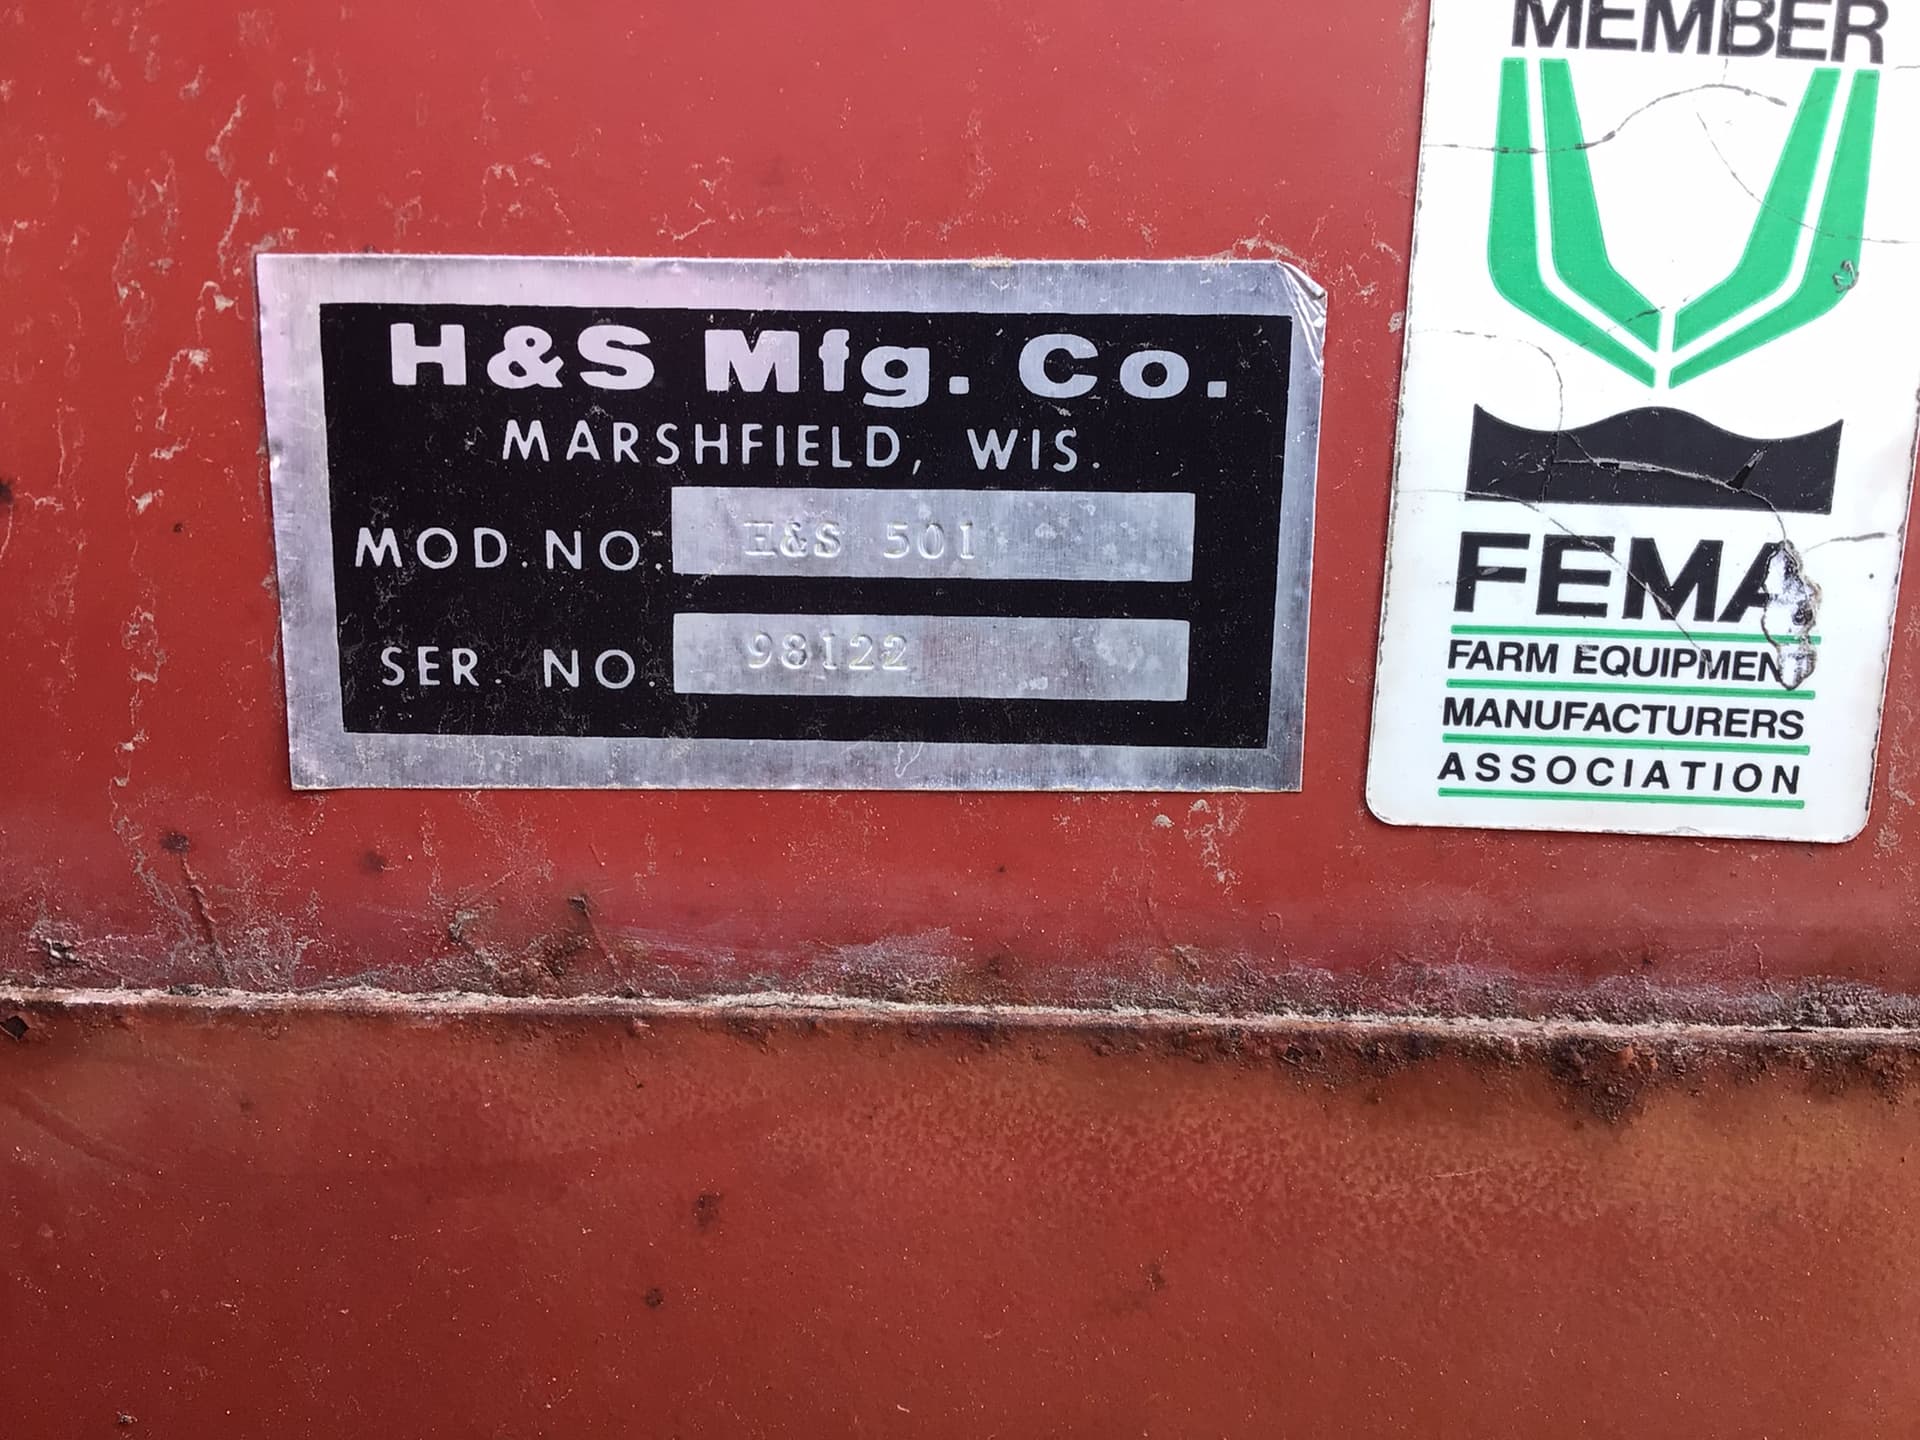 H&S Mfg. Co.
MARSHFIELD, WIS.
MOD. NO. H&S 501
SER. NO. 98122
MEMBER
FEMA
FARM EQUIPMENT
MANUFACTURERS
ASSOCIATION